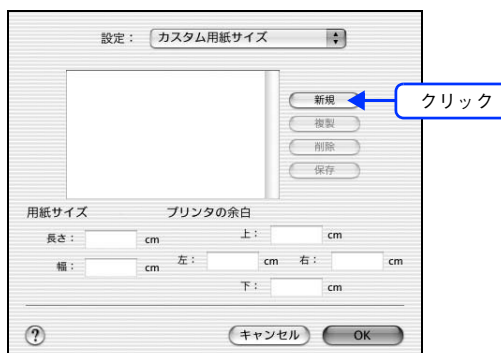 設定： カスタム用紙サイズ
新規
クリック
複製
削除
保存
用紙サイズ プリンタの余白
長さ： cm 上： cm
幅： cm 左： cm 右： cm
下： cm
? キャンセル OK